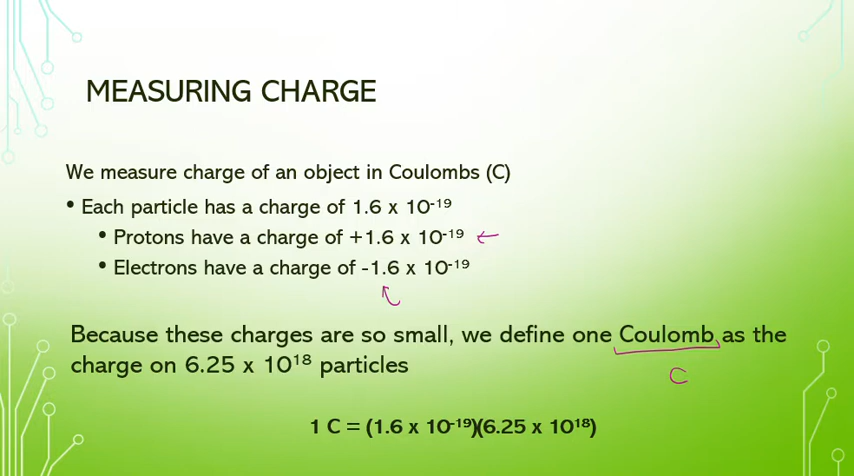 MEASURING CHARGE
We measure charge of an object in Coulombs (C)
• Each particle has a charge of 1.6 x 10⁻¹⁹
• Protons have a charge of +1.6 x 10⁻¹⁹
• Electrons have a charge of -1.6 x 10⁻¹⁹
Because these charges are so small, we define one Coulomb as the
charge on 6.25 x 10¹⁸ particles
C
1 C = (1.6 x 10⁻¹⁹)(6.25 x 10¹⁸)